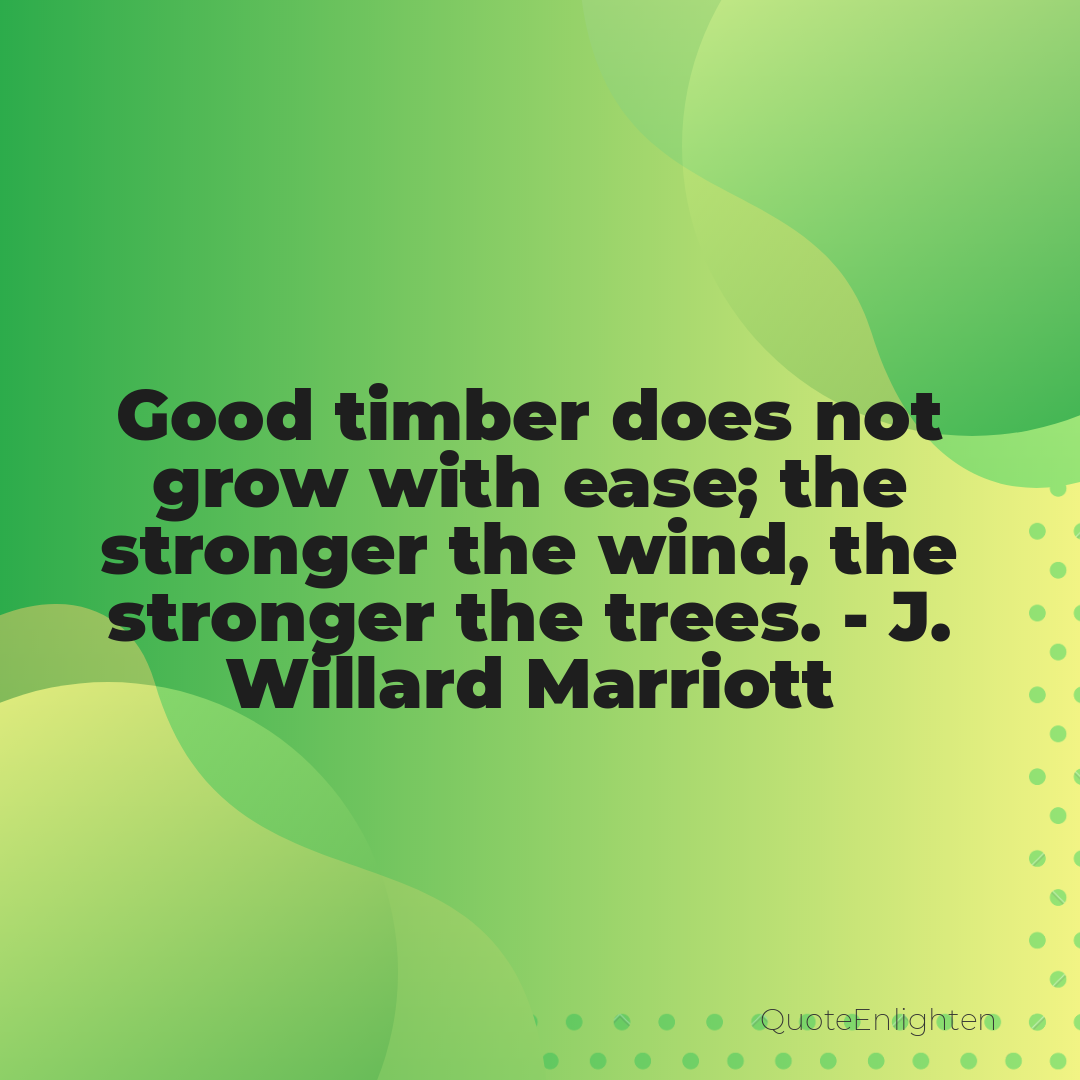 Good timber does not
grow with ease; the
stronger the wind, the
stronger the trees. - J.
Willard Marriott
QuoteEnlighten